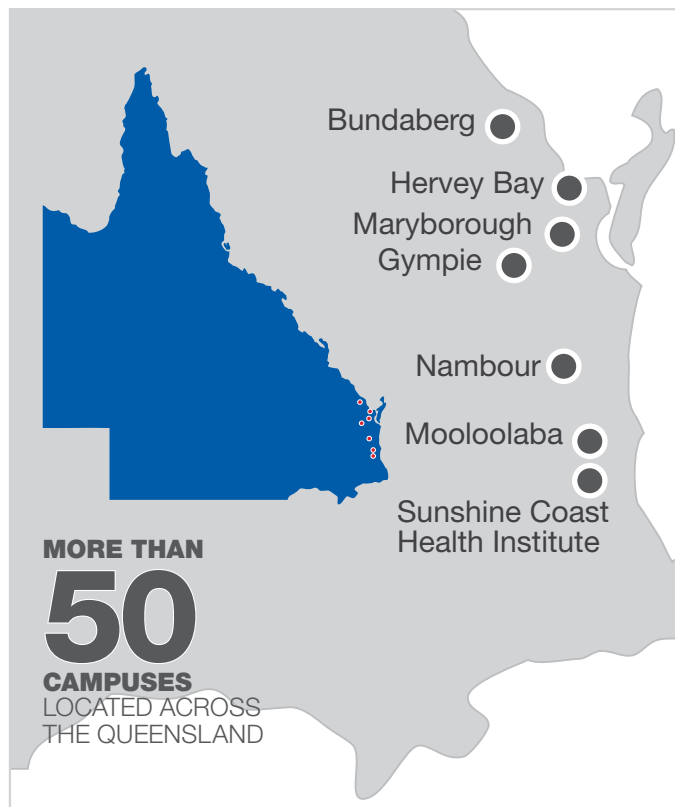 Bundaberg
Hervey Bay
Maryborough
Gympie
Nambour
Mooloolaba
Sunshine Coast
Health Institute
MORE THAN
50
CAMPUSES
LOCATED ACROSS
THE QUEENSLAND